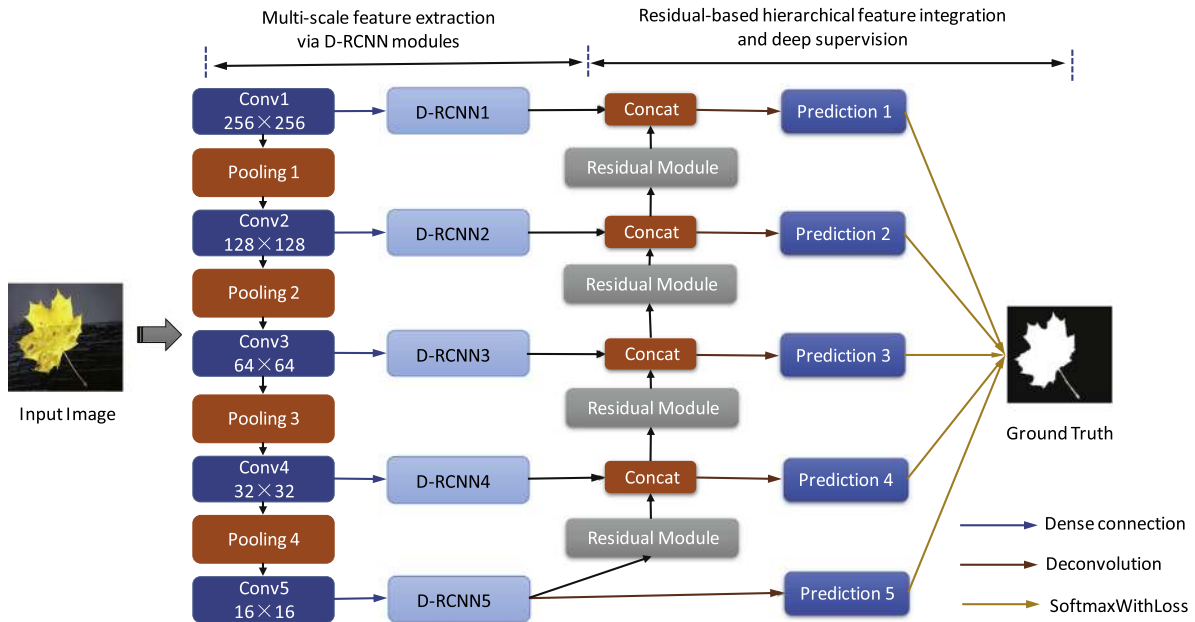 Multi-scale feature extraction
via D-RCNN modules
Residual-based hierarchical feature integration
and deep supervision
Conv1
256×256
D-RCNN1
Concat
Prediction 1
Pooling 1
Residual Module
Conv2
128×128
D-RCNN2
Concat
Prediction 2
Pooling 2
Residual Module
Conv3
64×64
D-RCNN3
Concat
Prediction 3
Input Image
Pooling 3
Residual Module
Ground Truth
Conv4
32×32
D-RCNN4
Concat
Prediction 4
Pooling 4
Residual Module
Conv5
16×16
D-RCNN5
Prediction 5
Dense connection
Deconvolution
SoftmaxWithLoss